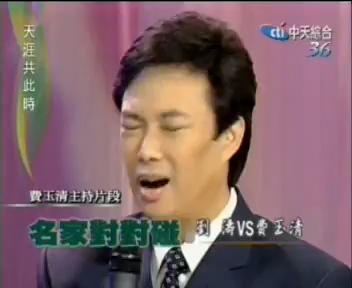 天涯共此時
cti 中天綜合
36
費玉清主持片段
名家對對碰
劉濤VS費玉清